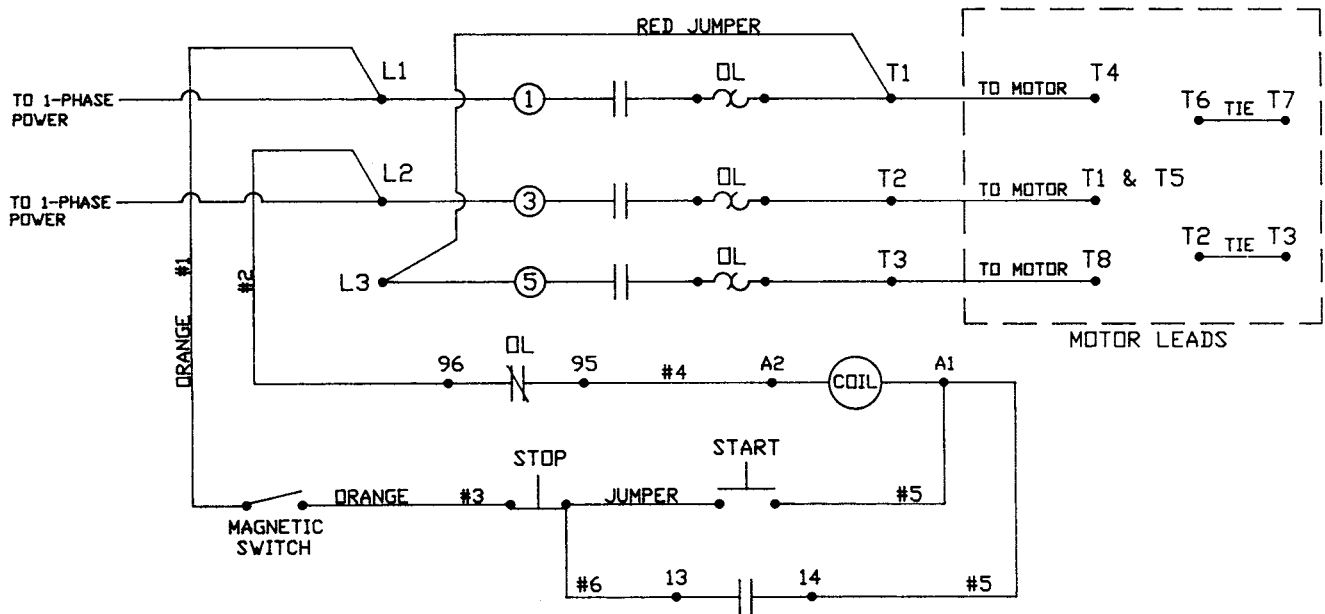 RED JUMPER
L1
OL
T1
T4
TO 1-PHASE
POWER
1
TO MOTOR
T6 TIE T7
L2
OL
T2
T1 & T5
TO 1-PHASE
POWER
3
TO MOTOR
T2 TIE T3
#1
#2
L3
5
OL
T3
TO MOTOR
T8
MOTOR LEADS
ORANGE
96
OL
95
#4
A2
COIL
A1
STOP
START
ORANGE
#3
JUMPER
#5
MAGNETIC
SWITCH
#6
13
14
#5